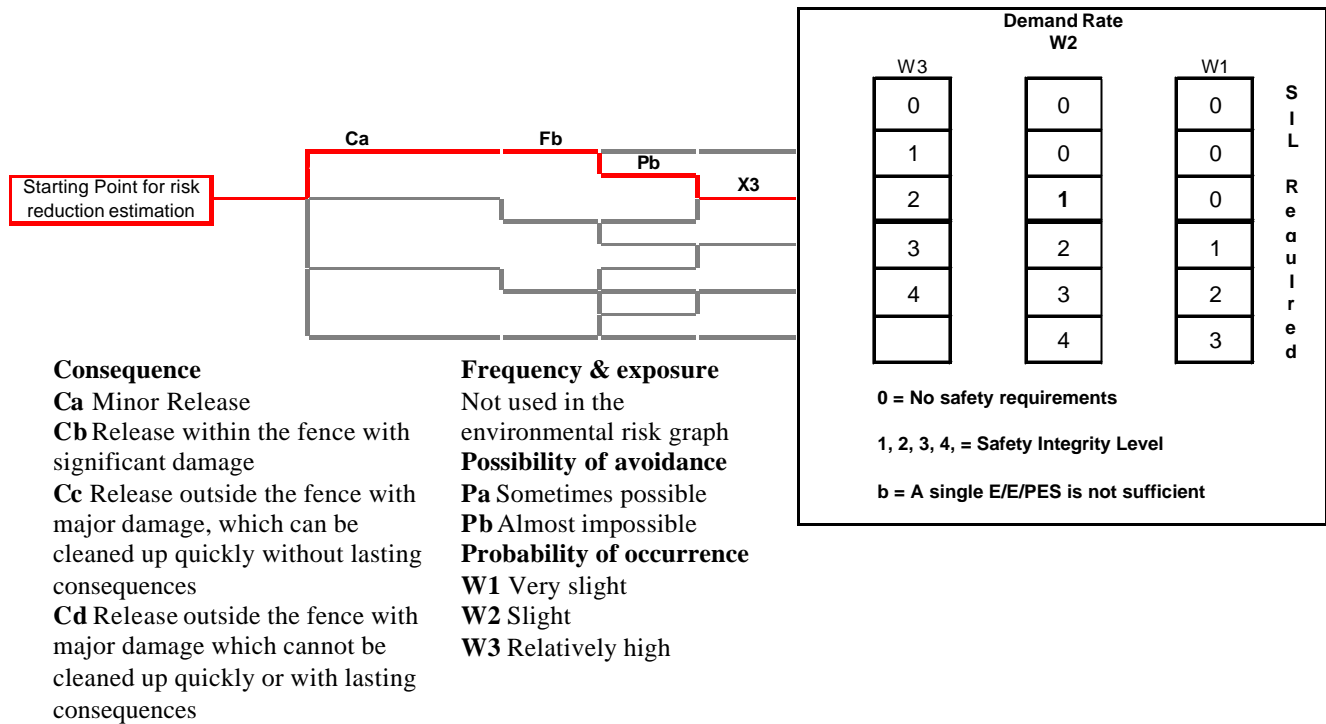 Demand Rate
W2
W3
W1
0
0
0
1
0
0
2
1
0
3
2
1
4
3
2
4
3
SIL Requlred
Ca
Fb
Pb
X3
Starting Point for risk
reduction estimation
0 = No safety requirements
1, 2, 3, 4, = Safety Integrity Level
b = A single E/E/PES is not sufficient
Consequence
Ca Minor Release
Cb Release within the fence with
significant damage
Cc Release outside the fence with
major damage, which can be
cleaned up quickly without lasting
consequences
Cd Release outside the fence with
major damage which cannot be
cleaned up quickly or with lasting
consequences
Frequency & exposure
Not used in the
environmental risk graph
Possibility of avoidance
Pa Sometimes possible
Pb Almost impossible
Probability of occurrence
W1 Very slight
W2 Slight
W3 Relatively high